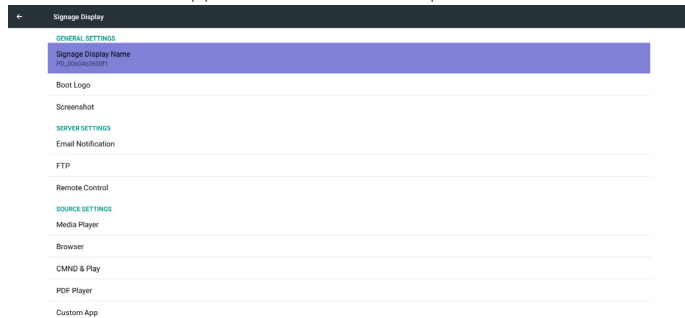 ← Signage Display
GENERAL SETTINGS
Signage Display Name
PD_00e04c3600f1
Boot Logo
Screenshot
SERVER SETTINGS
Email Notification
FTP
Remote Control
SOURCE SETTINGS
Media Player
Browser
CMND & Play
PDF Player
Custom App